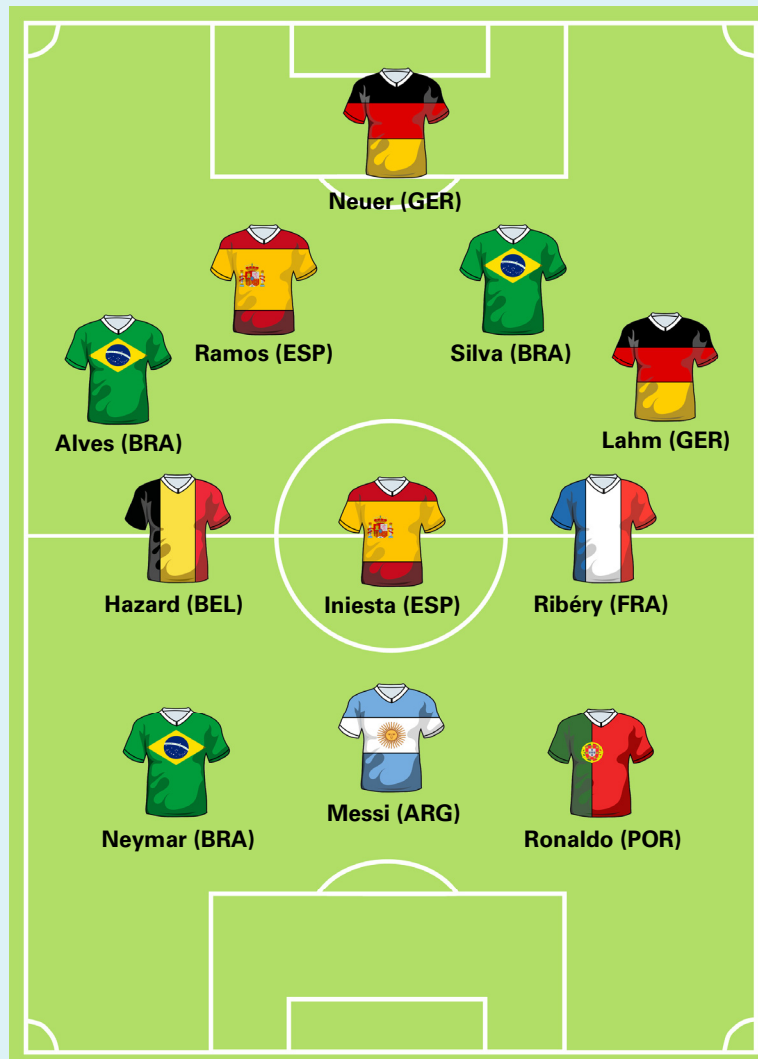 Neuer (GER)
Ramos (ESP)
Silva (BRA)
Alves (BRA)
Lahm (GER)
Hazard (BEL)
Iniesta (ESP)
Ribéry (FRA)
Neymar (BRA)
Messi (ARG)
Ronaldo (POR)